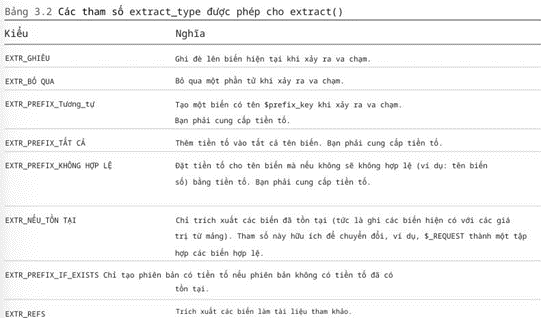 Bảng 3.2 Các tham số extract_type được phép cho extract()
Kiểu Nghĩa
EXTR_GHIÊU Ghi đè lên biến hiện tại khi xảy ra va chạm.
EXTR_BỎ QUA Bỏ qua một phần tử khi xảy ra va chạm.
EXTR_PREFIX_Tương_tự Tạo một biến có tên $prefix_key khi xảy ra va chạm.
Bạn phải cung cấp tiền tố.
EXTR_PREFIX_TẤT CẢ Thêm tiền tố vào tất cả tên biến. Bạn phải cung cấp tiền tố.
EXTR_PREFIX_KHÔNG HỢP LỆ Đặt tiền tố cho tên biến mà nếu không sẽ không hợp lệ (ví dụ: tên biến
số) bằng tiền tố. Bạn phải cung cấp tiền tố.
EXTR_NẾU_TỒN TẠI Chỉ trích xuất các biến đã tồn tại (tức là ghi các biến hiện có với các giá
trị từ mảng). Tham số này hữu ích để chuyển đổi, ví dụ, $_REQUEST thành một tập
hợp các biến hợp lệ.
EXTR_PREFIX_IF_EXISTS Chỉ tạo phiên bản có tiền tố nếu phiên bản không có tiền tố đã có
tồn tại.
EXTR_REFS Trích xuất các biến làm tài liệu tham khảo.